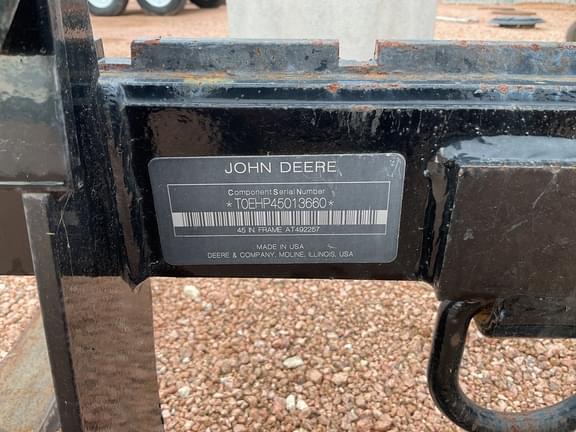 JOHN DEERE
Component Serial Number
*T0EHP45013660*
45 IN FRAME AT492257
MADE IN USA
DEERE & COMPANY, MOLINE, ILLINOIS, USA